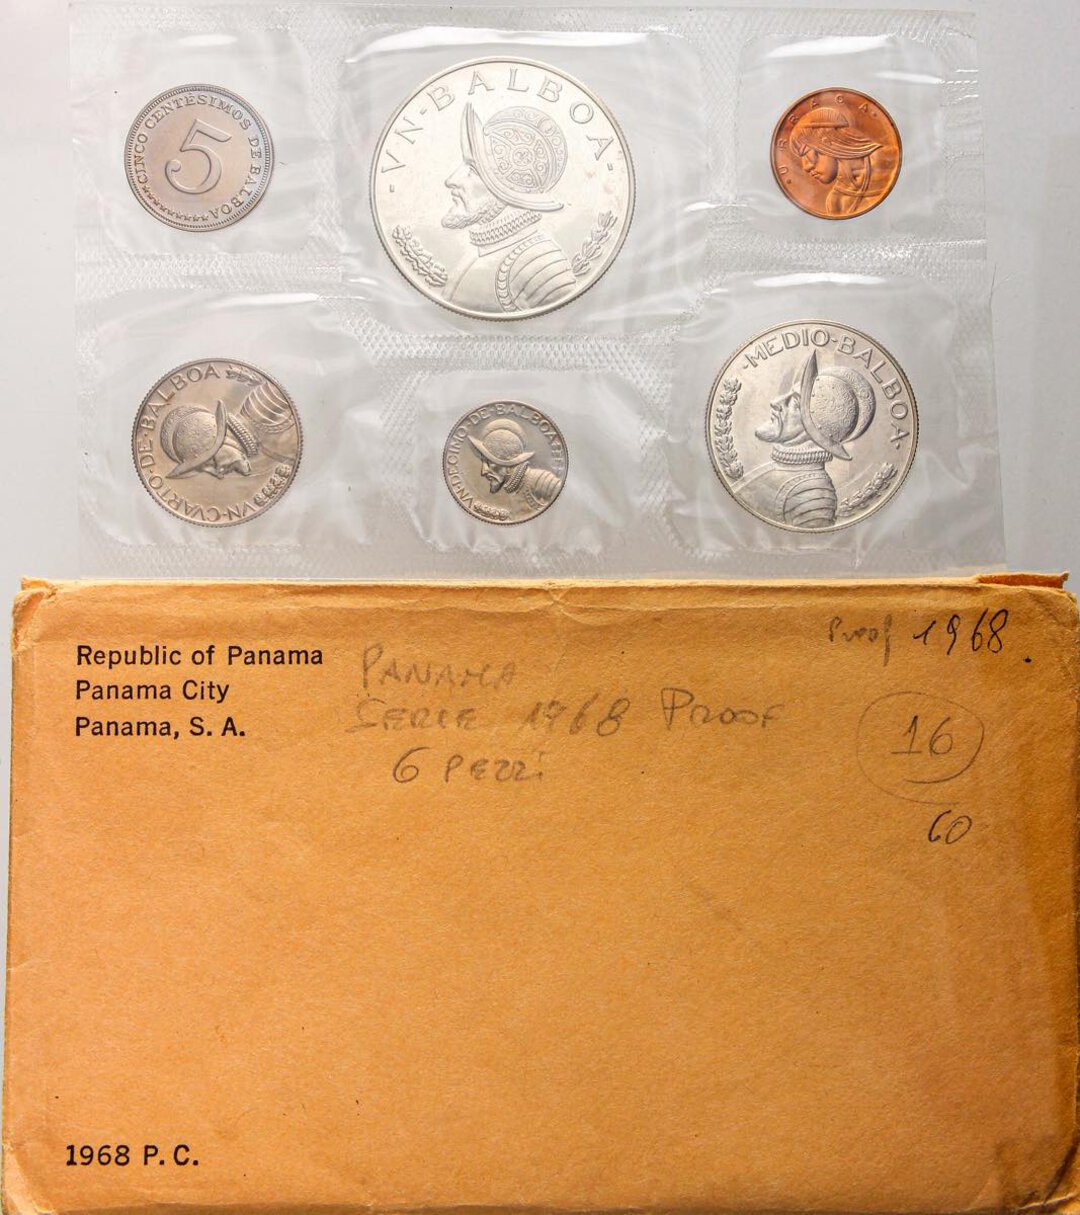 CINCO CENTÈSIMOS DE BALBOA
5
·VN·BALBOA·
·URRACA·
VN·CVARTO·DE·BALBOA
VN·DECIMO·DE·BALBOA
·MEDIO·BALBOA·
Republic of Panama
Panama City
Panama, S. A.
Proof 1968.
PANAMA
SERIE 1968 PROOF
6 PEZZi
16
60
1968 P. C.